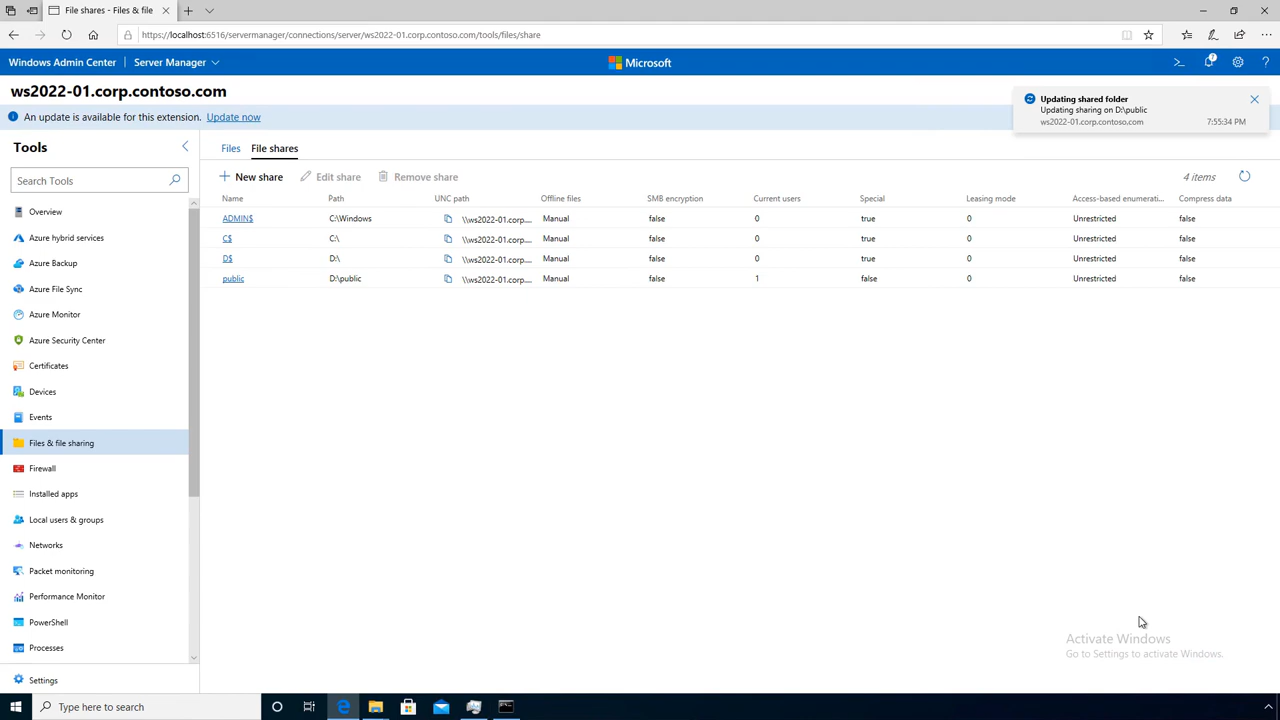 File shares - Files & file
https://localhost:6516/servermanager/connections/server/ws2022-01.corp.contoso.com/tools/files/share
Windows Admin Center
Server Manager
Microsoft
7
ws2022-01.corp.contoso.com
An update is available for this extension. Update now
Updating shared folder
Updating sharing on D:\public
ws2022-01.corp.contoso.com 7:55:34 PM
Tools
Search Tools
Overview
Azure hybrid services
Azure Backup
Azure File Sync
Azure Monitor
Azure Security Center
Certificates
Devices
Events
Files & file sharing
Firewall
Installed apps
Local users & groups
Networks
Packet monitoring
Performance Monitor
PowerShell
Processes
Settings
Files File shares
New share Edit share Remove share 4 items
Name Path UNC path Offline files SMB encryption Current users Special Leasing mode Access-based enumerati... Compress data
ADMIN$ C:\Windows \\ws2022-01.corp.... Manual false 0 true 0 Unrestricted false
C$ C:\ \\ws2022-01.corp.... Manual false 0 true 0 Unrestricted false
D$ D:\ \\ws2022-01.corp.... Manual false 0 true 0 Unrestricted false
public D:\public \\ws2022-01.corp.... Manual false 1 false 0 Unrestricted false
Activate Windows
Go to Settings to activate Windows.
Type here to search